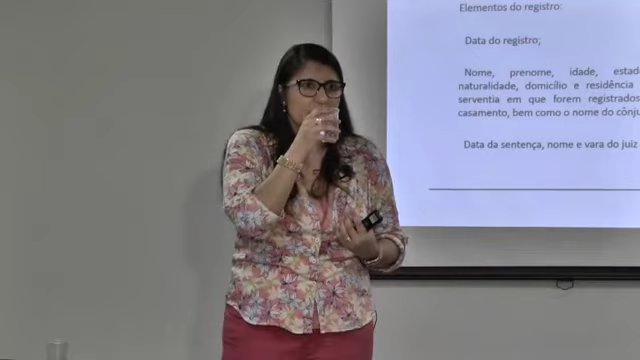 Elementos do registro:
Data do registro;
Nome, prenome, idade, estad
naturalidade, domicílio e residência
serventia em que forem registrados
casamento, bem como o nome do cônju
Data da sentença, nome e vara do juiz